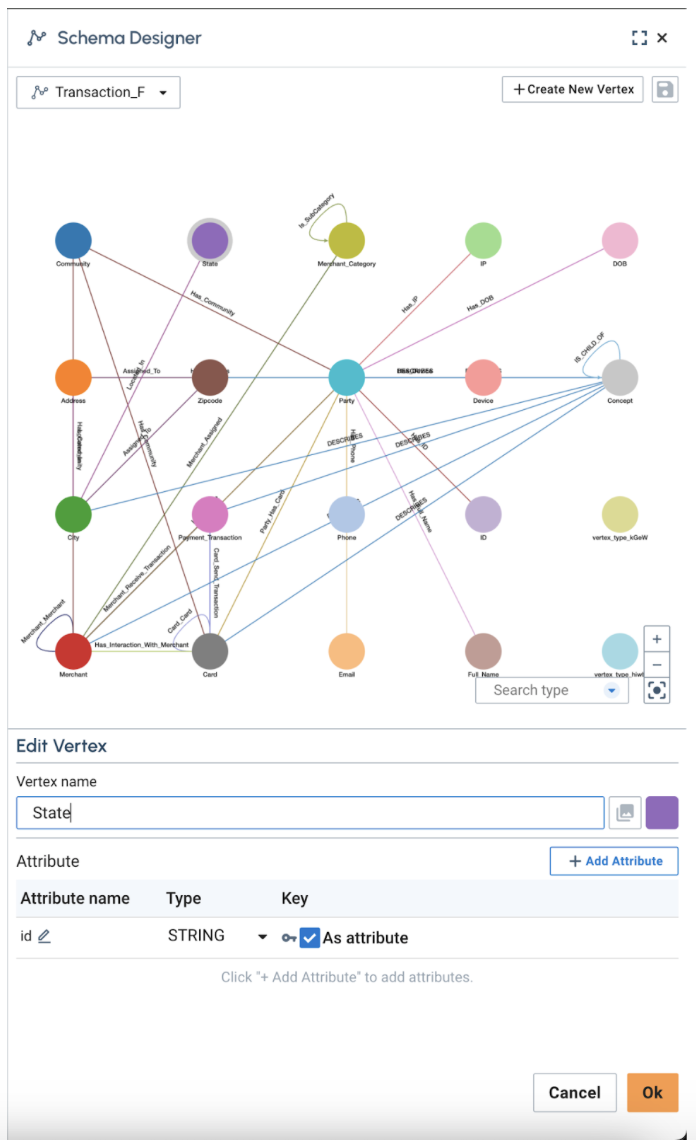 Schema Designer
Transaction_F
+ Create New Vertex
Is_SubCategory
Community
State
Merchant_Category
IP
DOB
Has_Community
Has_IP
Has_DOB
IS_CHILD_OF
Assigned_To
Located_In
Address
Zipcode
Party
Device
Concept
Has_Community
Assigned_To
Merchant_Assigned
DESCRIBES
DESCRIBES
Has_Phone
Has_ID
Party_Has_Card
Has_Full_Name
DESCRIBES
City
Payment_Transaction
Phone
ID
vertex_type_kGeW
Merchant_Receive_Transaction
Card_Send_Transaction
Merchant_Merchant
Card_Card
Has_Interaction_With_Merchant
Merchant
Card
Email
Full_Name
+
−
Search type
Edit Vertex
Vertex name
State
Attribute
+ Add Attribute
Attribute name Type Key
id STRING As attribute
Click "+ Add Attribute" to add attributes.
Cancel Ok